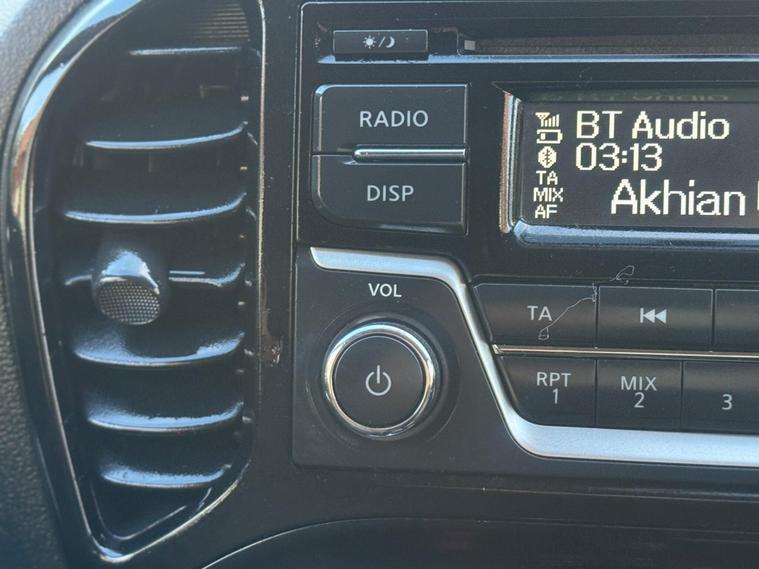 RADIO
DISP
BT Audio
03:13
TA
MIX
AF
Akhian
VOL
TA
RPT
1
MIX
2
3